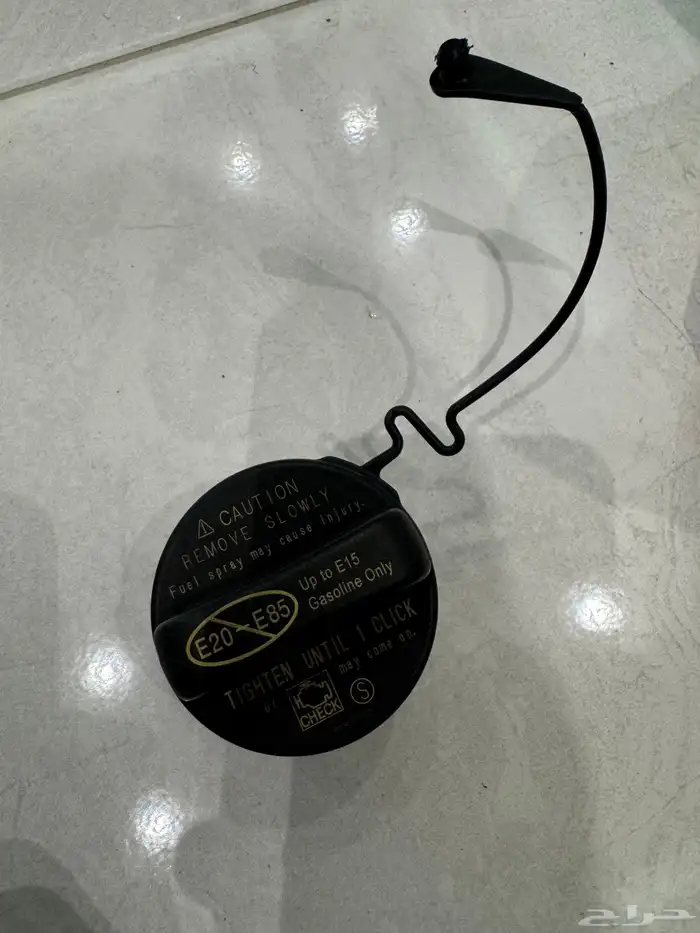 ⚠ CAUTION
REMOVE SLOWLY
Fuel spray may cause injury.
Up to E15
Gasoline Only
E20-E85
TIGHTEN UNTIL 1 CLICK
or CHECK may come on.
S
حراج